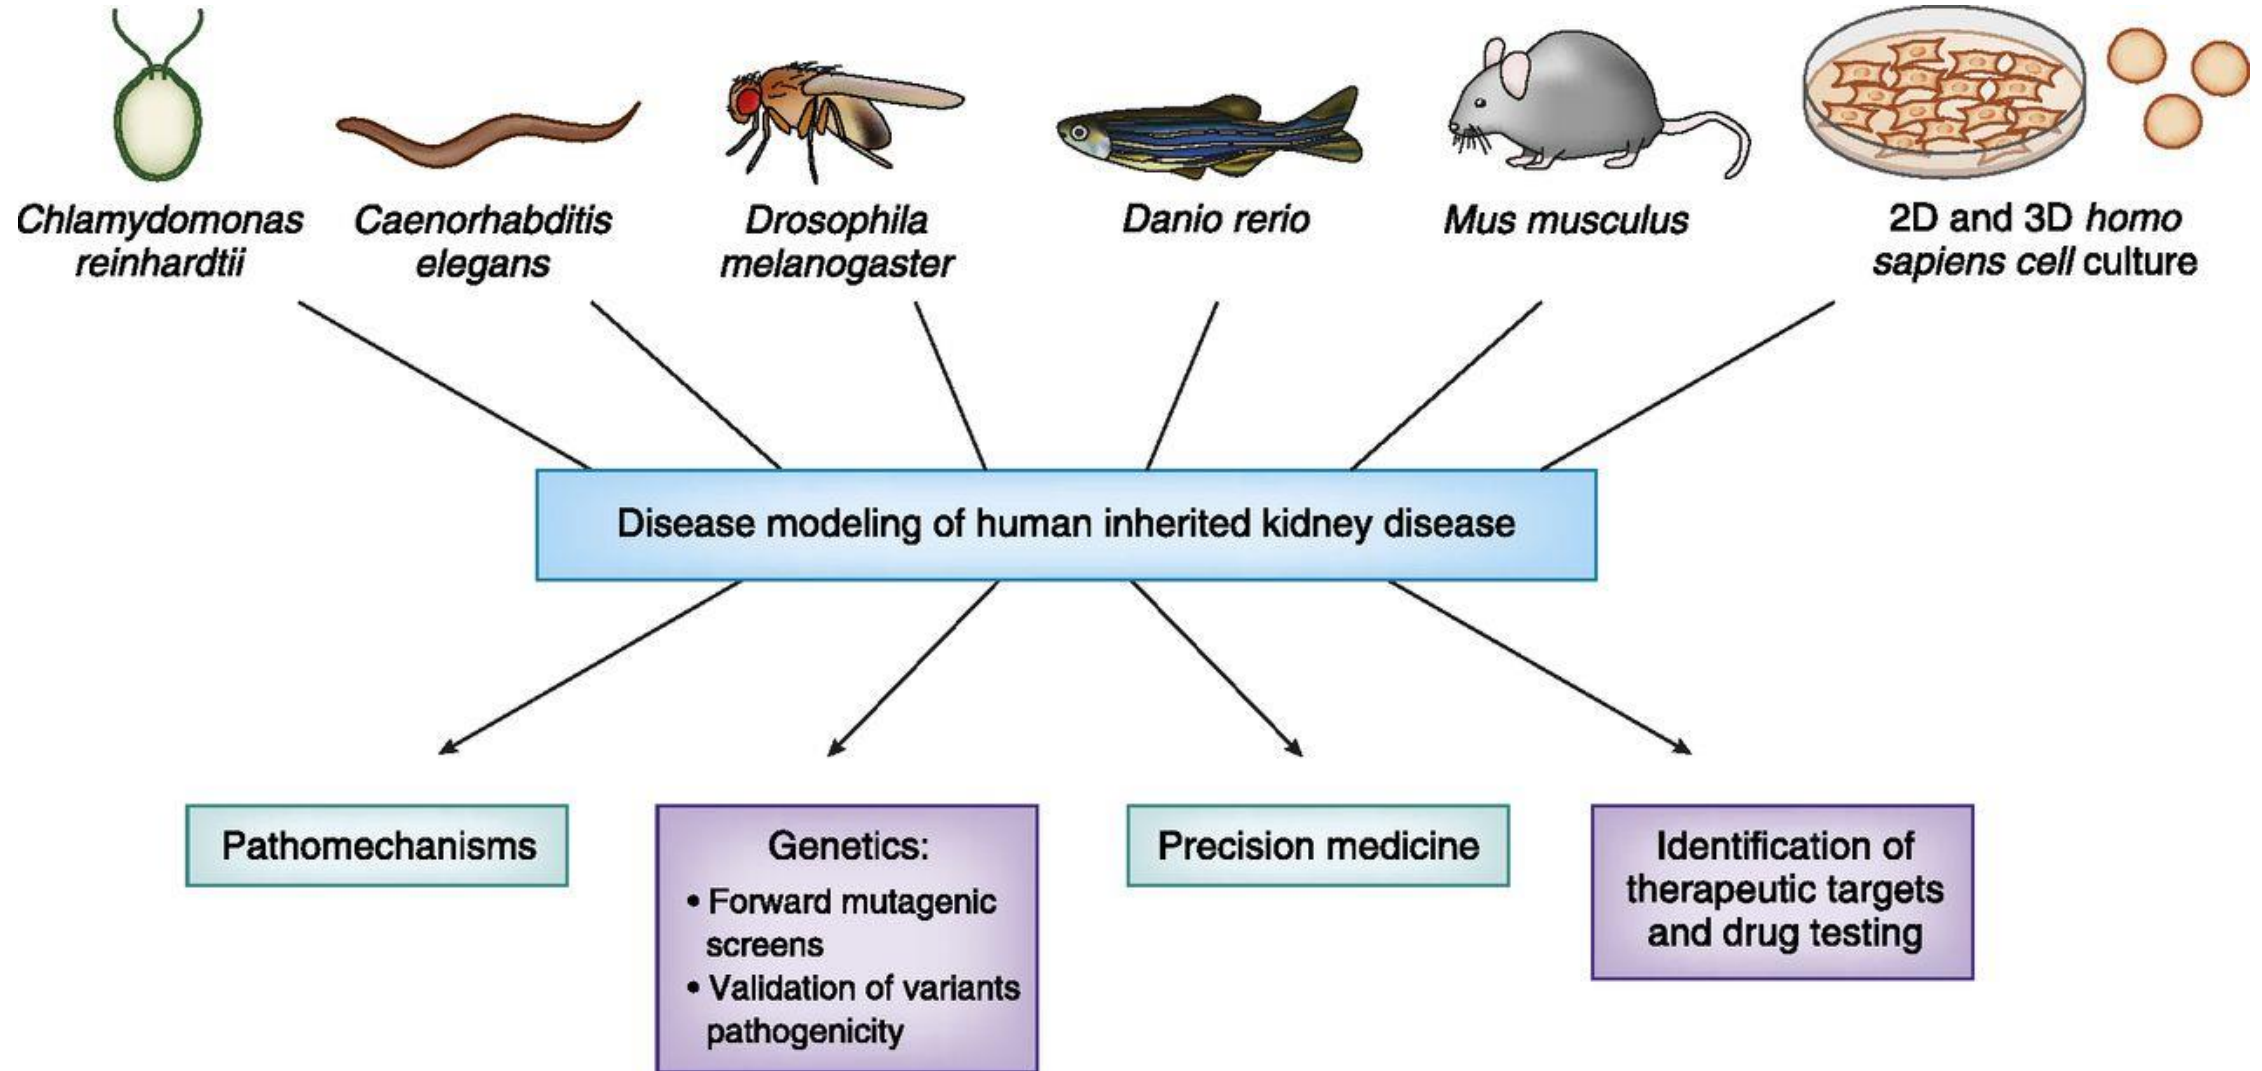 Chlamydomonas
reinhardtii
Caenorhabditis
elegans
Drosophila
melanogaster
Danio rerio
Mus musculus
2D and 3D homo
sapiens cell culture
Disease modeling of human inherited kidney disease
Pathomechanisms
Genetics:
• Forward mutagenic
screens
• Validation of variants
pathogenicity
Precision medicine
Identification of
therapeutic targets
and drug testing